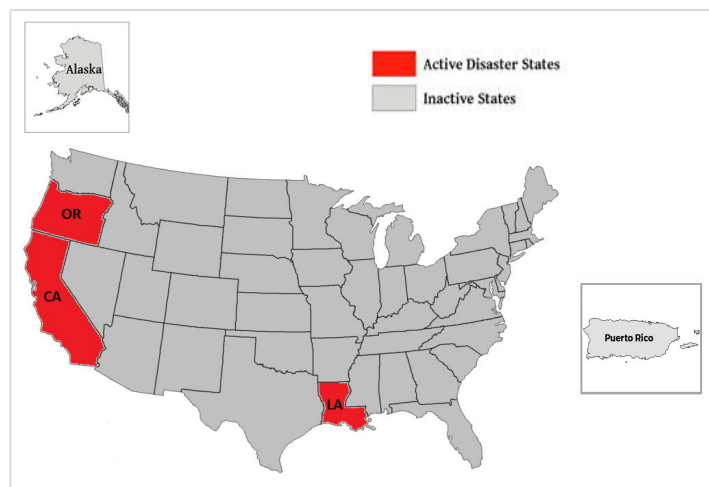 Alaska
Active Disaster States
Inactive States
OR
CA
LA
Puerto Rico